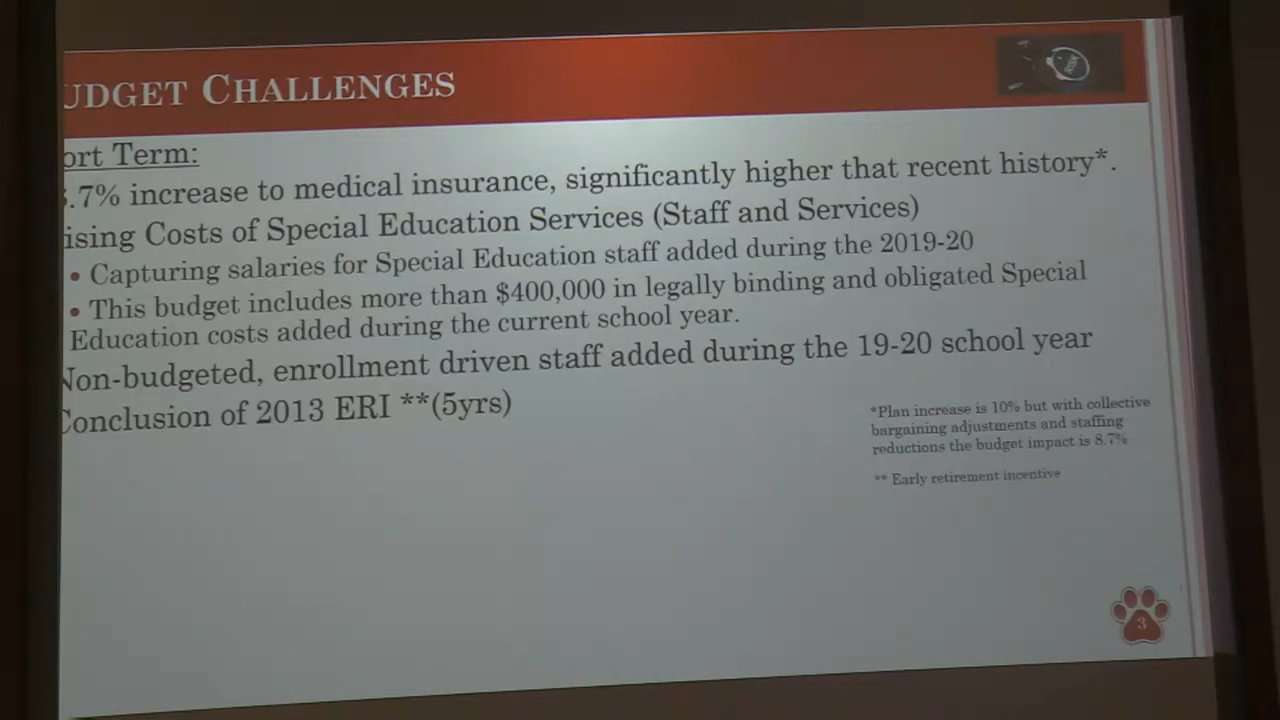 UDGET CHALLENGES
ort Term:
.7% increase to medical insurance, significantly higher that recent history*.
ising Costs of Special Education Services (Staff and Services)
• Capturing salaries for Special Education staff added during the 2019-20
• This budget includes more than $400,000 in legally binding and obligated Special
Education costs added during the current school year.
Non-budgeted, enrollment driven staff added during the 19-20 school year
Conclusion of 2013 ERI **(5yrs)
*Plan increase is 10% but with collective
bargaining adjustments and staffing
reductions the budget impact is 8.7%
** Early retirement incentive
3